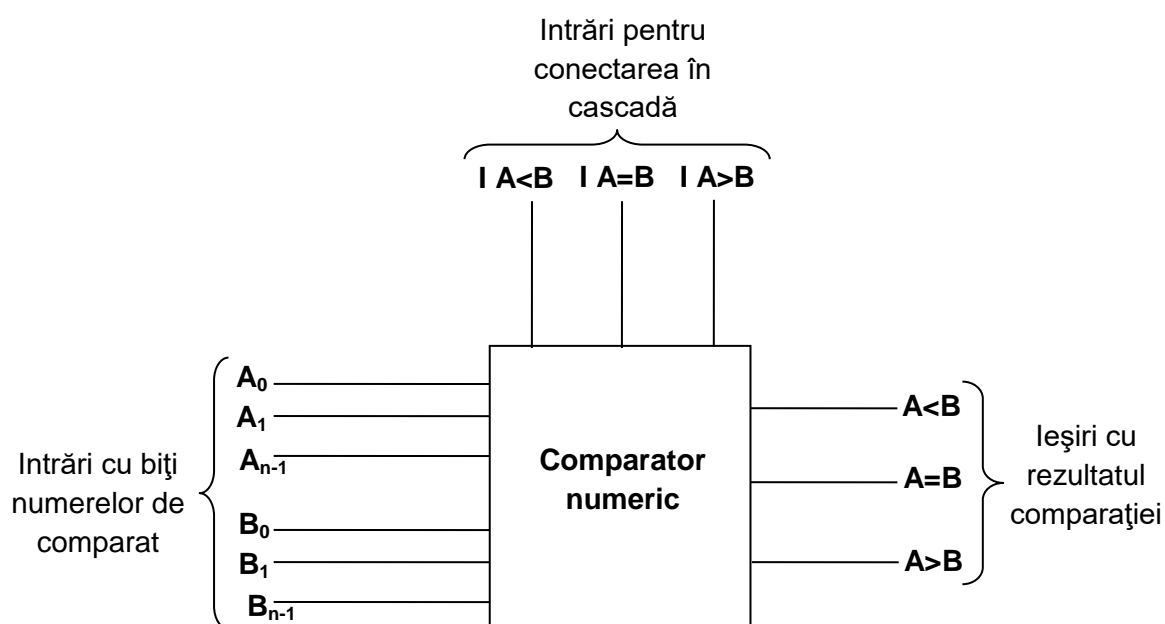 Intrări pentru
conectarea în
cascadă
I A<B I A=B I A>B
A₀
A₁
Aₙ₋₁
B₀
B₁
Bₙ₋₁
Intrări cu biţi
numerelor de
comparat
Comparator
numeric
A<B
A=B
A>B
Ieşiri cu
rezultatul
comparaţiei